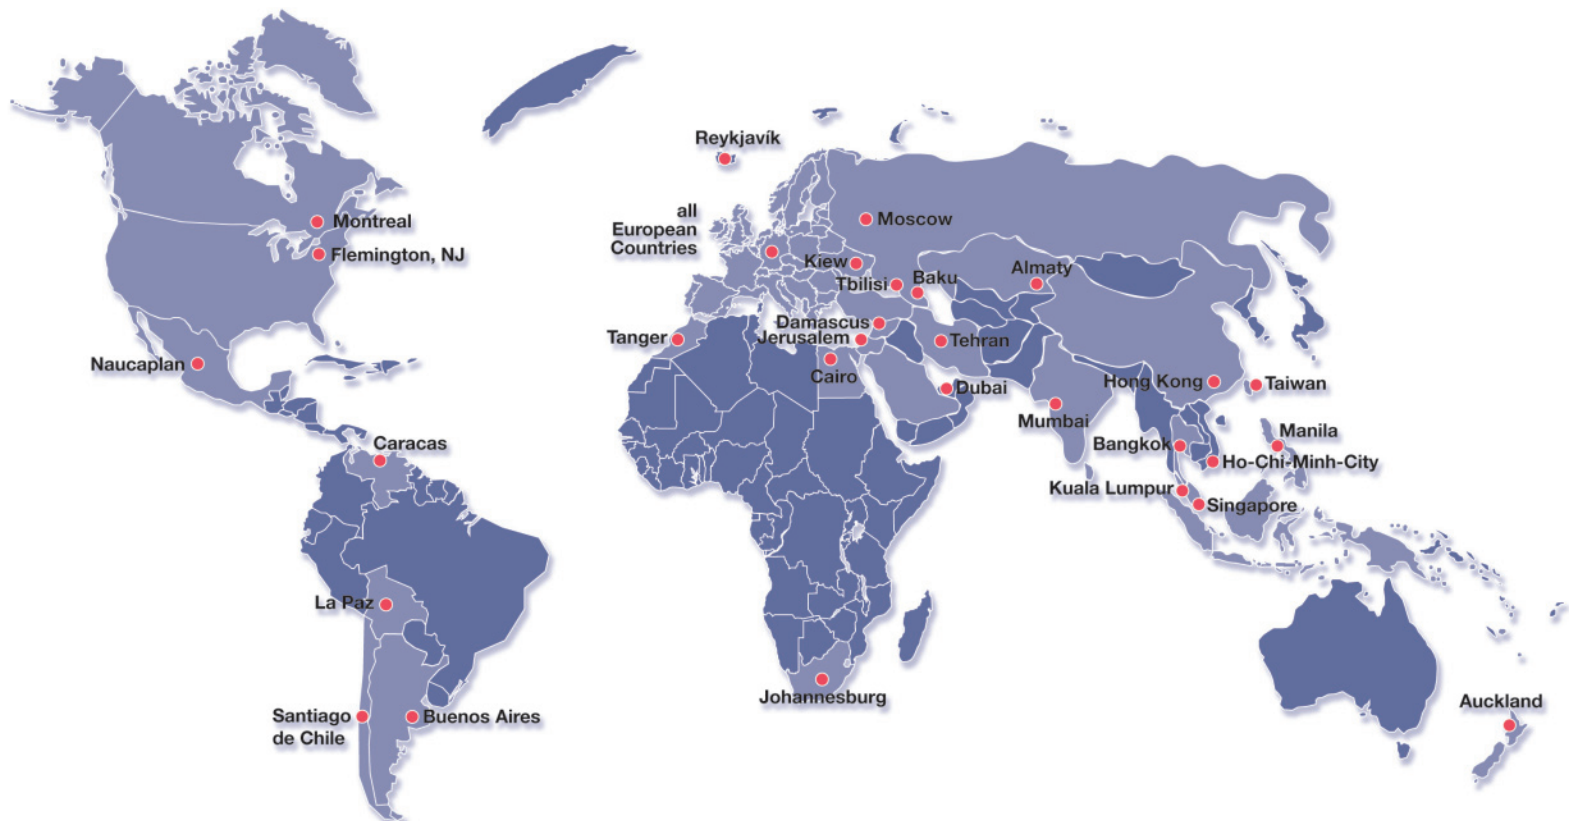 Reykjavík
all
European
Countries
Moscow
Montreal
Flemington, NJ
Kiew
Tbilisi
Baku
Almaty
Tanger
Damascus
Jerusalem
Tehran
Naucaplan
Cairo
Dubai
Hong Kong
Taiwan
Mumbai
Caracas
Bangkok
Manila
Ho-Chi-Minh-City
Kuala Lumpur
Singapore
La Paz
Johannesburg
Santiago
de Chile
Buenos Aires
Auckland